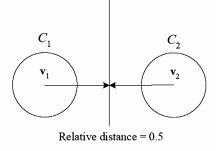 C1 C2
v1 v2
Relative distance = 0.5